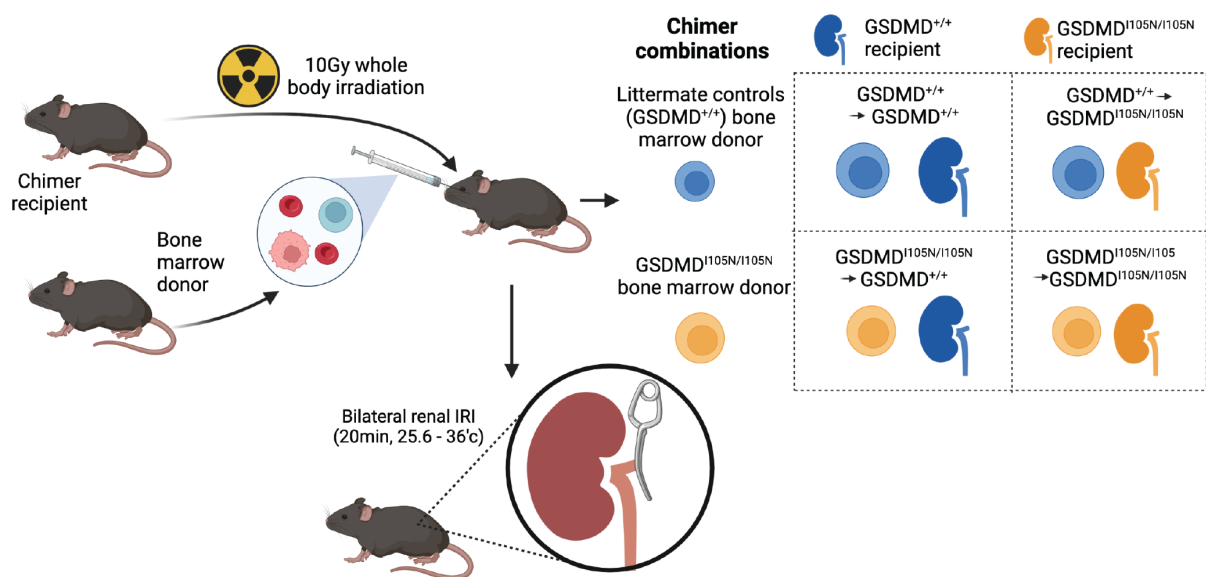 10Gy whole
body irradiation
Chimer
recipient
Bone
marrow
donor
Bilateral renal IRI
(20min, 25.6 - 36'c)
Chimer
combinations
GSDMD+/+
recipient
GSDMDI105N/I105N
recipient
Littermate controls
(GSDMD+/+) bone
marrow donor
GSDMD+/+
→ GSDMD+/+
GSDMD+/+ →
GSDMDI105N/I105N
GSDMDI105N/I105N
bone marrow donor
GSDMDI105N/I105N
→ GSDMD+/+
GSDMDI105N/I105
→GSDMDI105N/I105N